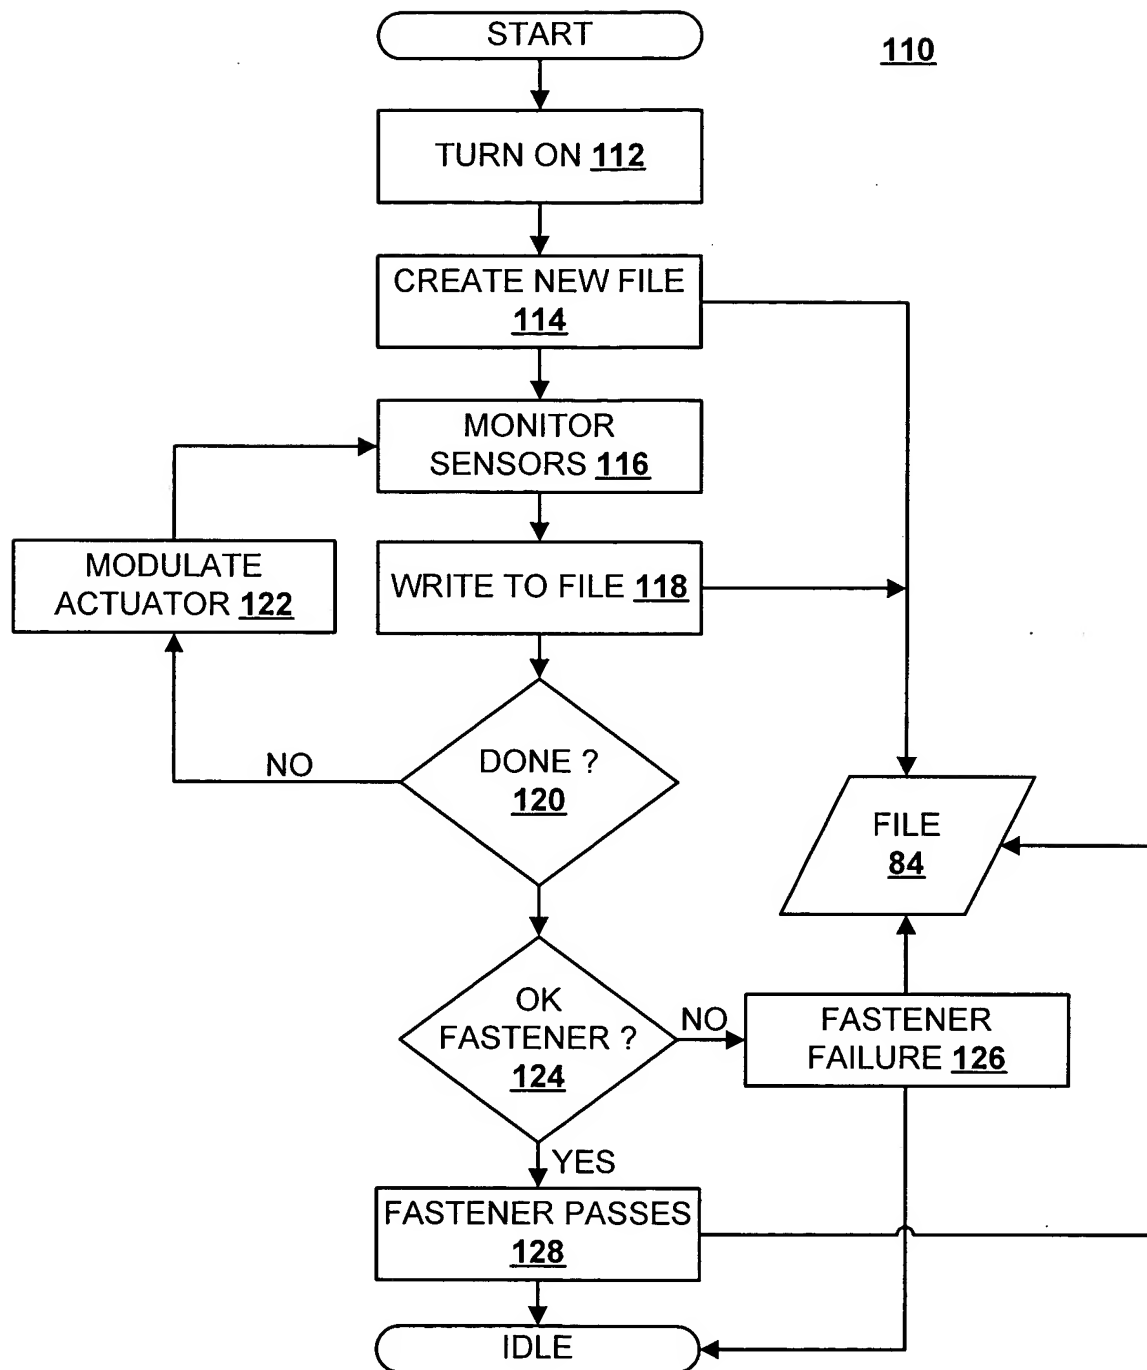 START
110
TURN ON 112
CREATE NEW FILE
114
MONITOR
SENSORS 116
MODULATE
ACTUATOR 122
WRITE TO FILE 118
NO
DONE ?
120
FILE
84
OK
FASTENER ?
124
NO
FASTENER
FAILURE 126
YES
FASTENER PASSES
128
IDLE